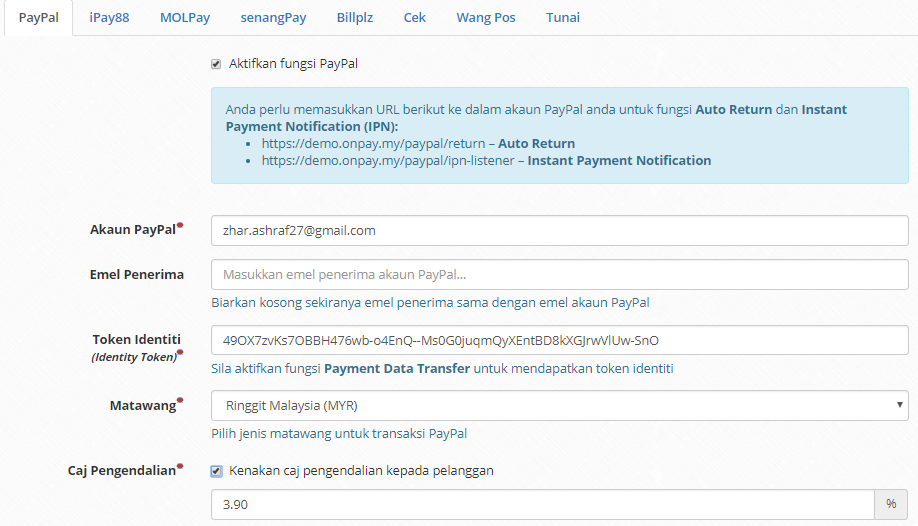 PayPal iPay88 MOLPay senangPay Billplz Cek Wang Pos Tunai
Aktifkan fungsi PayPal
Anda perlu memasukkan URL berikut ke dalam akaun PayPal anda untuk fungsi Auto Return dan Instant
Payment Notification (IPN):
• https://demo.onpay.my/paypal/return – Auto Return
• https://demo.onpay.my/paypal/ipn-listener – Instant Payment Notification
Akaun PayPal
zhar.ashraf27@gmail.com
Emel Penerima
Masukkan emel penerima akaun PayPal...
Biarkan kosong sekiranya emel penerima sama dengan emel akaun PayPal
Token Identiti
(Identity Token)
49OX7zvKs7OBBH476wb-o4EnQ--Ms0G0juqmQyXEntBD8kXGJrwVlUw-SnO
Sila aktifkan fungsi Payment Data Transfer untuk mendapatkan token identiti
Matawang
Ringgit Malaysia (MYR)
Pilih jenis matawang untuk transaksi PayPal
Caj Pengendalian
Kenakan caj pengendalian kepada pelanggan
3.90 %